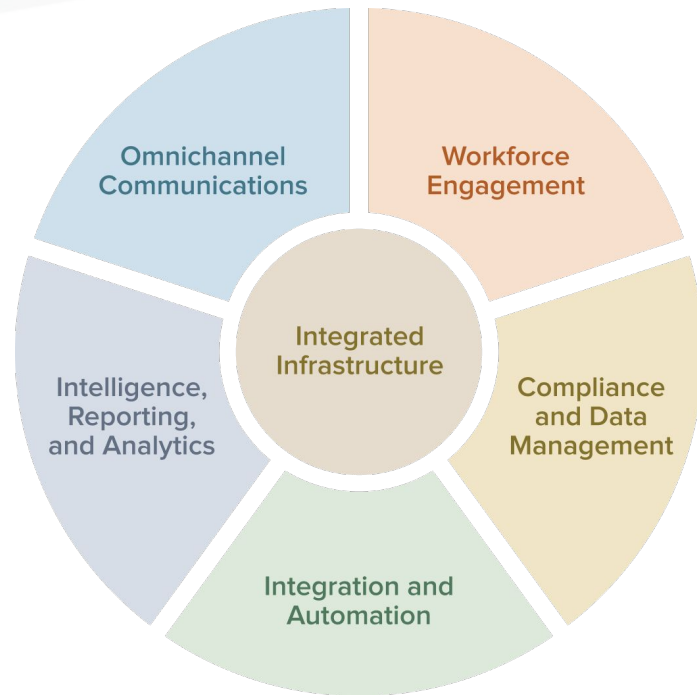 Omnichannel
Communications
Workforce
Engagement
Integrated
Infrastructure
Intelligence,
Reporting,
and Analytics
Compliance
and Data
Management
Integration and
Automation